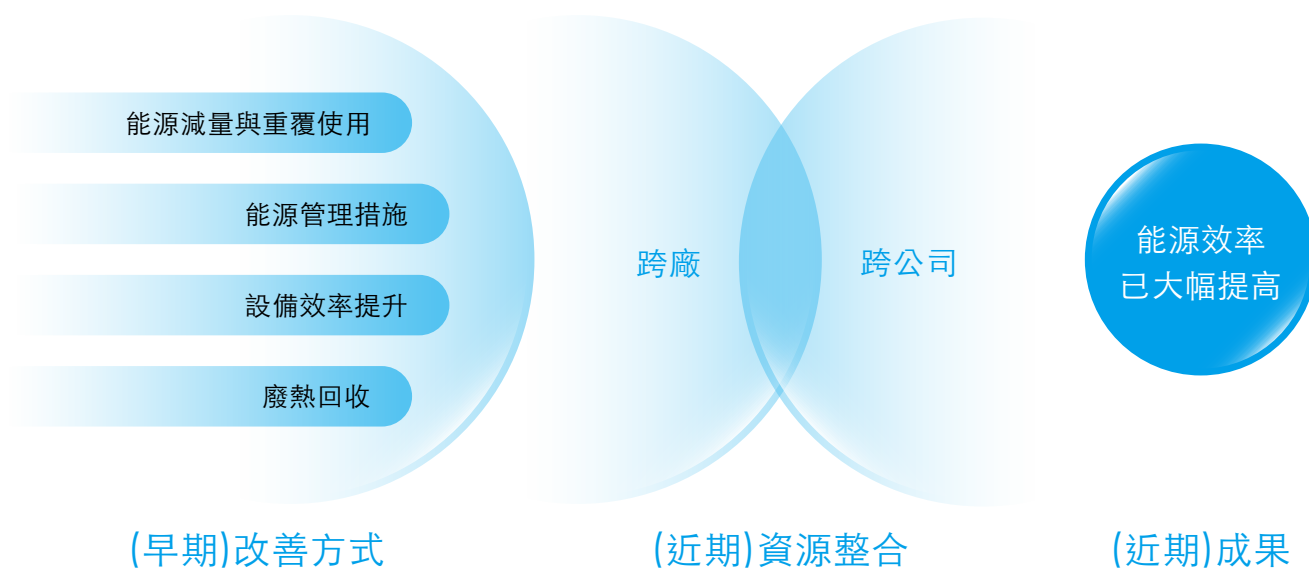 能源減量與重覆使用
能源管理措施
設備效率提升
廢熱回收
跨廠
跨公司
能源效率
已大幅提高
(早期)改善方式
(近期)資源整合
(近期)成果